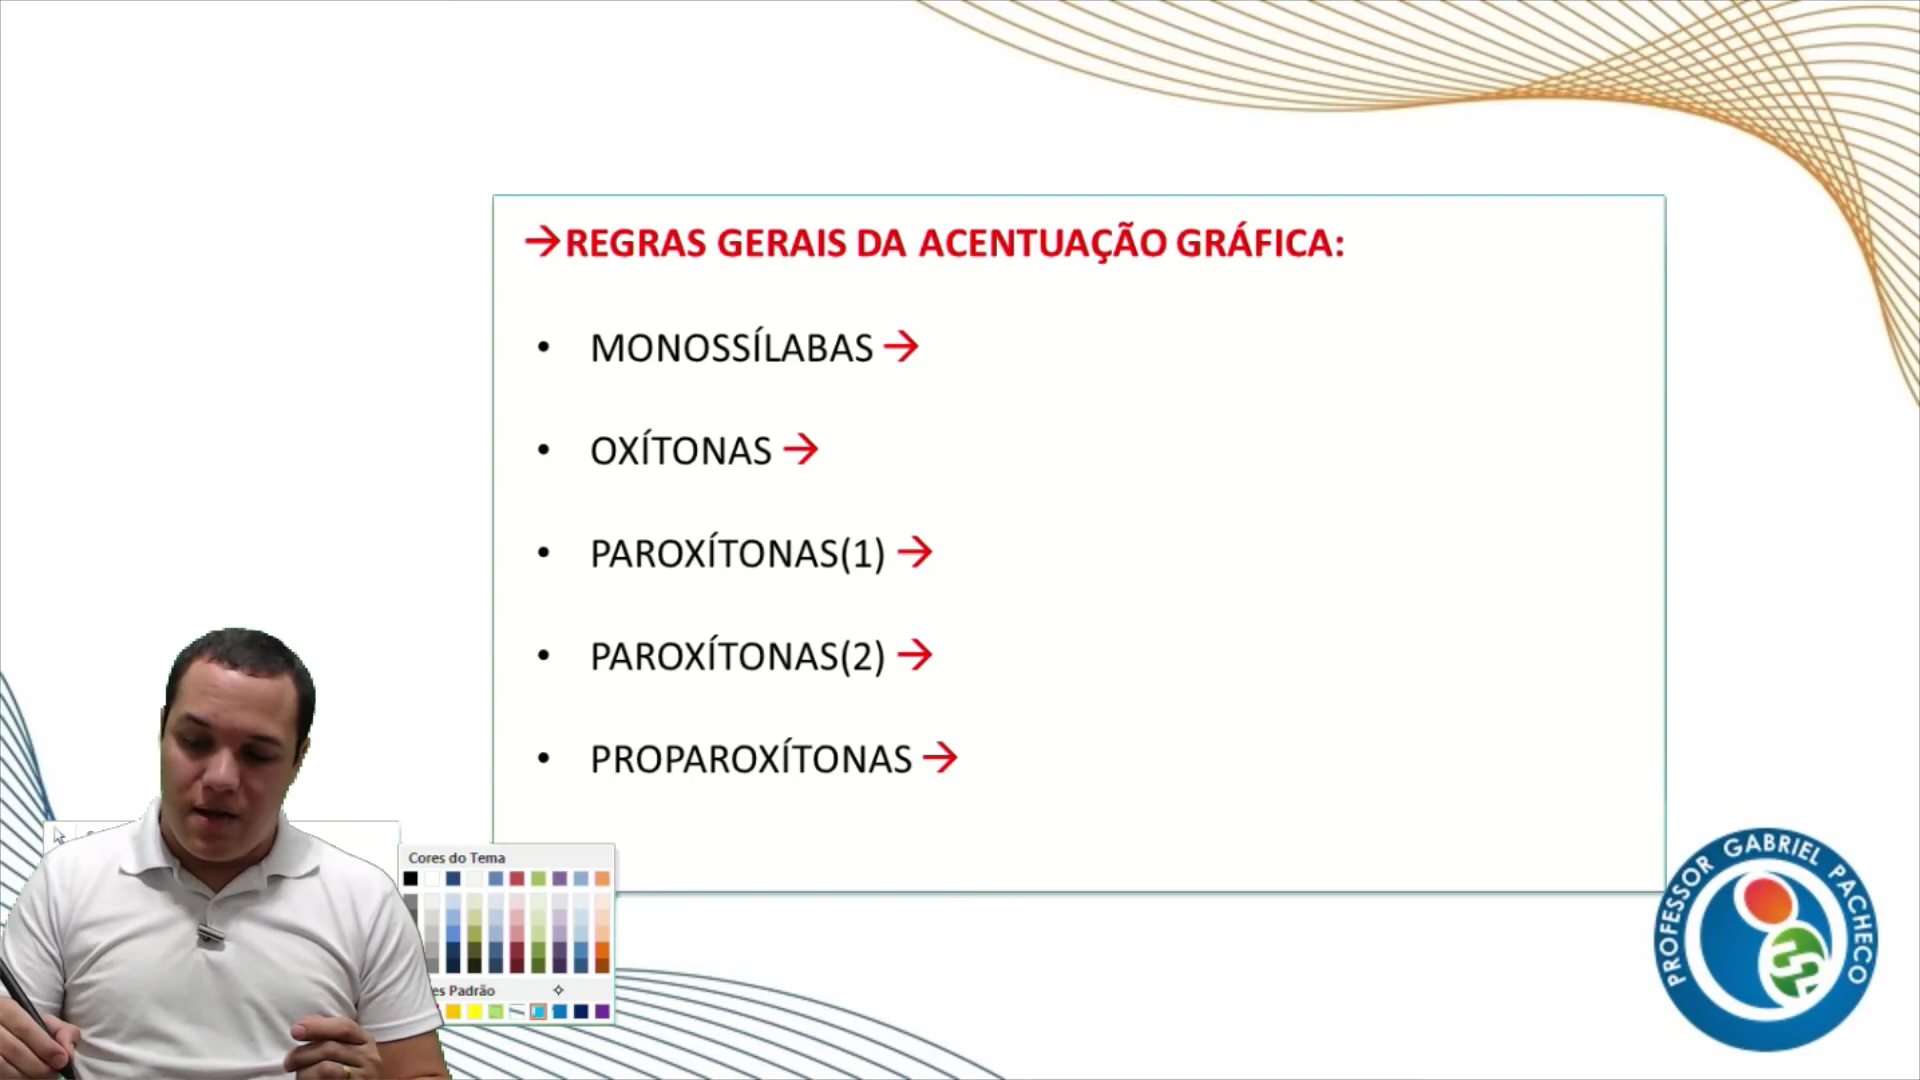 →REGRAS GERAIS DA ACENTUAÇÃO GRÁFICA:
• MONOSSÍLABAS →
• OXÍTONAS →
• PAROXÍTONAS(1) →
• PAROXÍTONAS(2) →
• PROPAROXÍTONAS →
Cores do Tema
es Padrão
PROFESSOR GABRIEL PACHECO